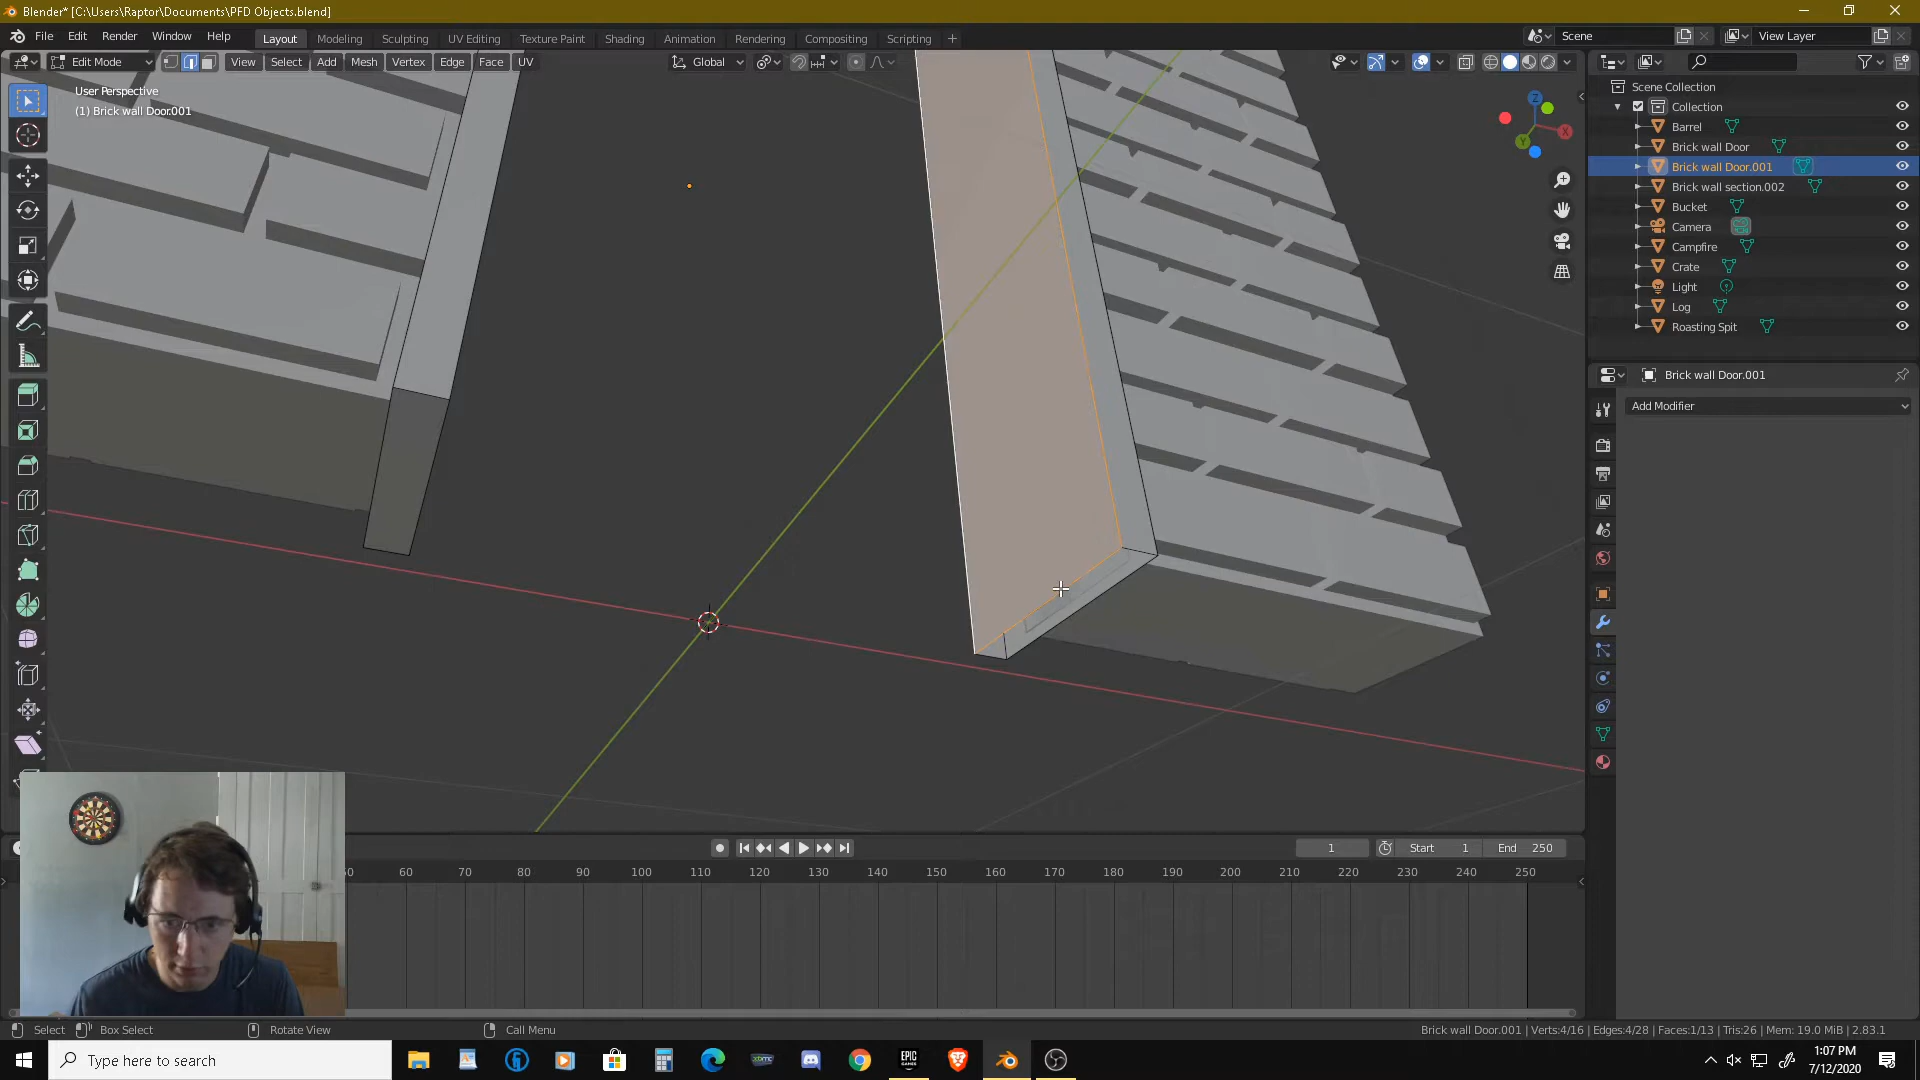 Blender* [C:\Users\Raptor\Documents\PFD Objects.blend]
File Edit Render Window Help Layout Modeling Sculpting UV Editing Texture Paint Shading Animation Rendering Compositing Scripting Scene View Layer
Edit Mode View Select Add Mesh Vertex Edge Face UV Global
User Perspective
(1) Brick wall Door.001
Scene Collection
Collection
Barrel
Brick wall Door
Brick wall Door.001
Brick wall section.002
Bucket
Camera
Campfire
Crate
Light
Log
Roasting Spit
Brick wall Door.001
Add Modifier
Z
X
Y
1 Start 1 End 250
50 60 70 80 90 100 110 120 130 140 150 160 170 180 190 200 210 220 230 240 250
Select Box Select Rotate View Call Menu Brick wall Door.001 | Verts:4/16 | Edges:4/28 | Faces:1/13 | Tris:26 | Mem: 19.0 MiB | 2.83.1
Type here to search
EPIC GAMES
1:07 PM
7/12/2020